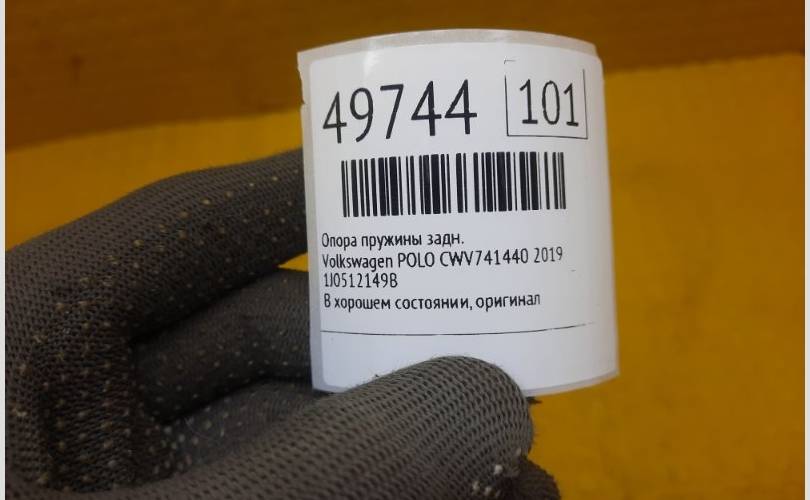 49744 101
Опора пружины задн.
Volkswagen POLO CWV741440 2019
1J0512149B
В хорошем состоянии, оригинал